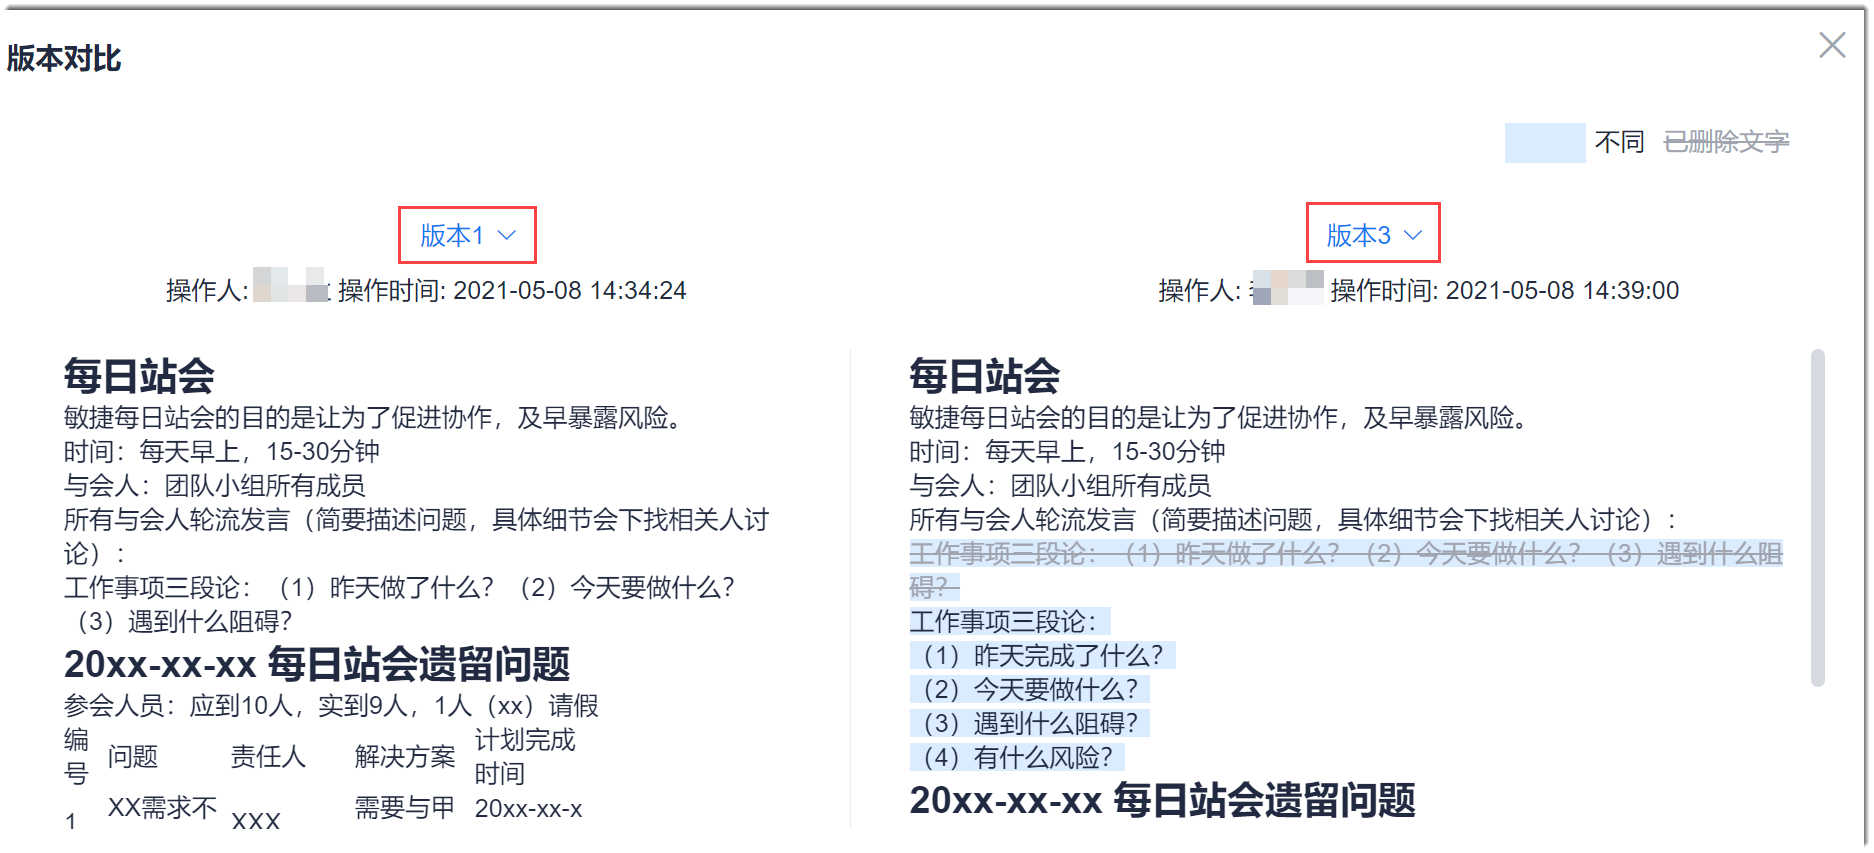 版本对比
不同 已删除文字
版本1
操作人: 操作时间: 2021-05-08 14:34:24
每日站会
敏捷每日站会的目的是让为了促进协作，及早暴露风险。
时间：每天早上，15-30分钟
与会人：团队小组所有成员
所有与会人轮流发言（简要描述问题，具体细节会下找相关人讨
论）：
工作事项三段论：（1）昨天做了什么？（2）今天要做什么？
（3）遇到什么阻碍？
20xx-xx-xx 每日站会遗留问题
参会人员：应到10人，实到9人，1人（xx）请假
编号 问题 责任人 解决方案 计划完成时间
1 XX需求不 XXX 需要与甲 20xx-xx-x
版本3
操作人: 操作时间: 2021-05-08 14:39:00
每日站会
敏捷每日站会的目的是让为了促进协作，及早暴露风险。
时间：每天早上，15-30分钟
与会人：团队小组所有成员
所有与会人轮流发言（简要描述问题，具体细节会下找相关人讨论）：
工作事项三段论：（1）昨天做了什么？（2）今天要做什么？（3）遇到什么阻
碍？
工作事项三段论：
（1）昨天完成了什么？
（2）今天要做什么？
（3）遇到什么阻碍？
（4）有什么风险？
20xx-xx-xx 每日站会遗留问题